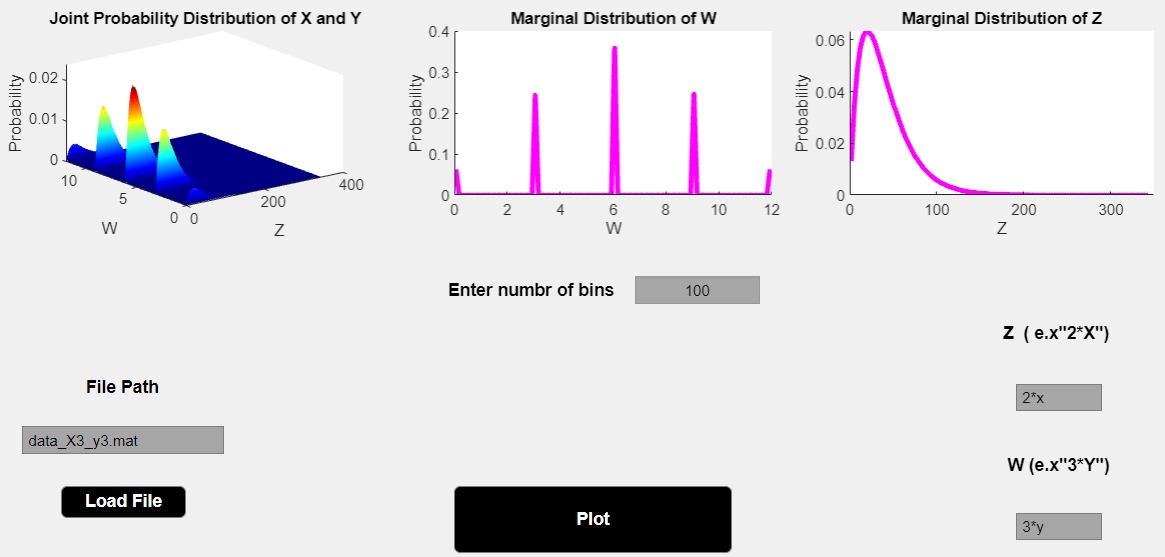 Joint Probability Distribution of X and Y
Probability
0.02
0.01
0
10
5
0
W
0
200
400
Z
Marginal Distribution of W
Probability
0.4
0.3
0.2
0.1
0
0 2 4 6 8 10 12
W
Marginal Distribution of Z
Probability
0.06
0.04
0.02
0
0 100 200 300
Z
Enter numbr of bins 100
Z ( e.x"2*X")
2*x
File Path
data_X3_y3.mat
Load File
W (e.x"3*Y")
3*y
Plot